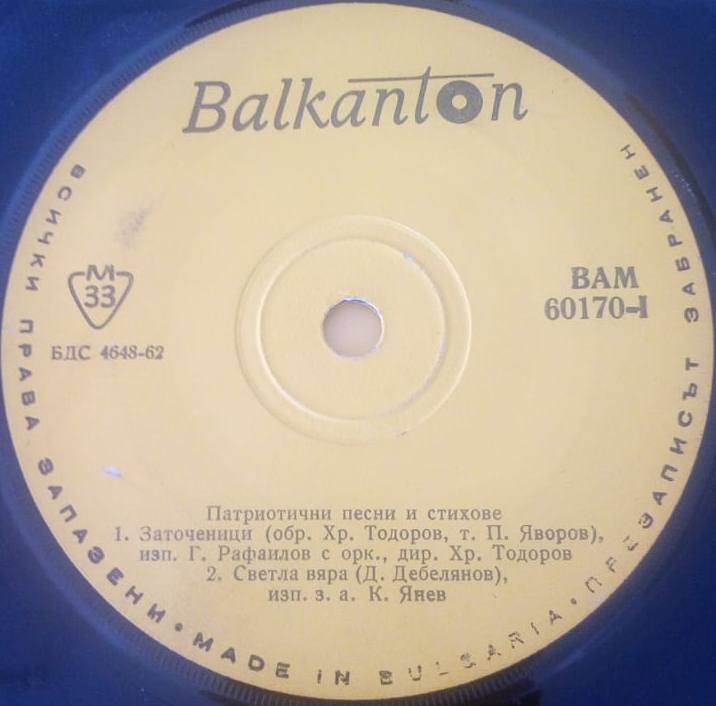 Balkanton
М
33
БДС 4648-62
ВАМ
60170-I
Патриотични песни и стихове
1. Заточеници (обр. Хр. Тодоров, т. П. Яворов),
изп. Г. Рафаилов с орк., дир. Хр. Тодоров
2. Светла вяра (Д. Дебелянов),
изп. з. а. К. Янев
ВСИЧКИ ПРАВА ЗАПАЗЕНИ • MADE IN BULGARIA • ПРЕЗАПИСЪТ ЗАБРАНЕН